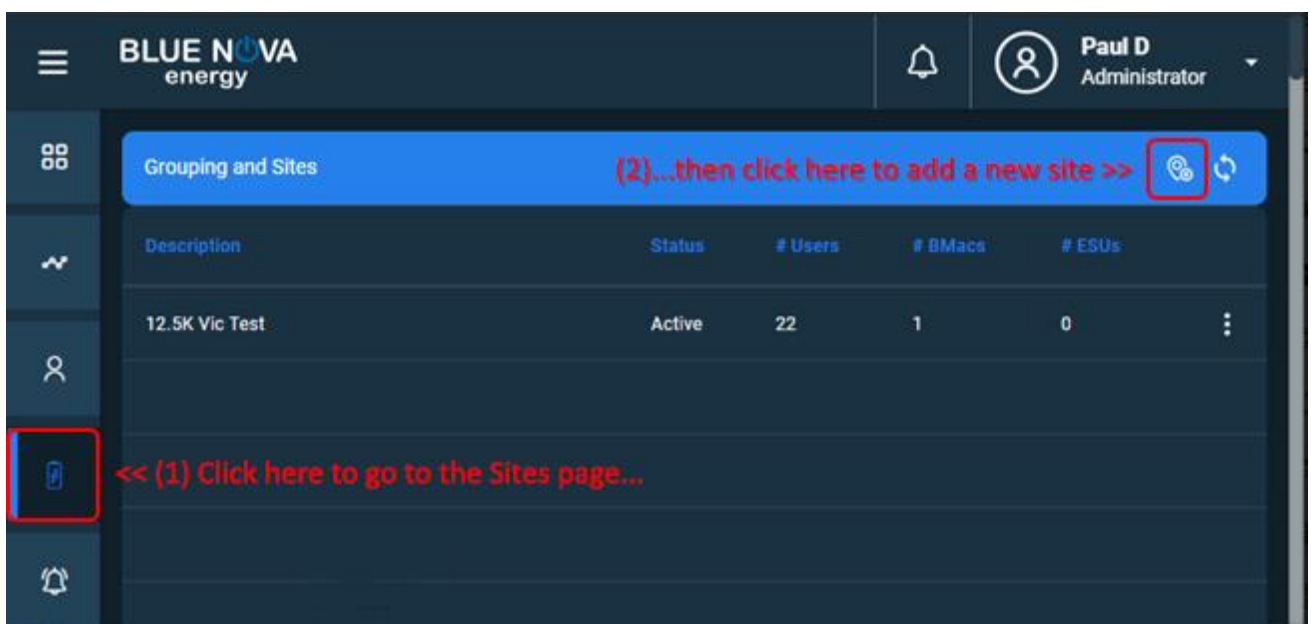 BLUE NOVA
energy
Paul D
Administrator
Grouping and Sites
(2)...then click here to add a new site >>
Description Status # Users # BMacs # ESUs
12.5K Vic Test Active 22 1 0
<< (1) Click here to go to the Sites page...